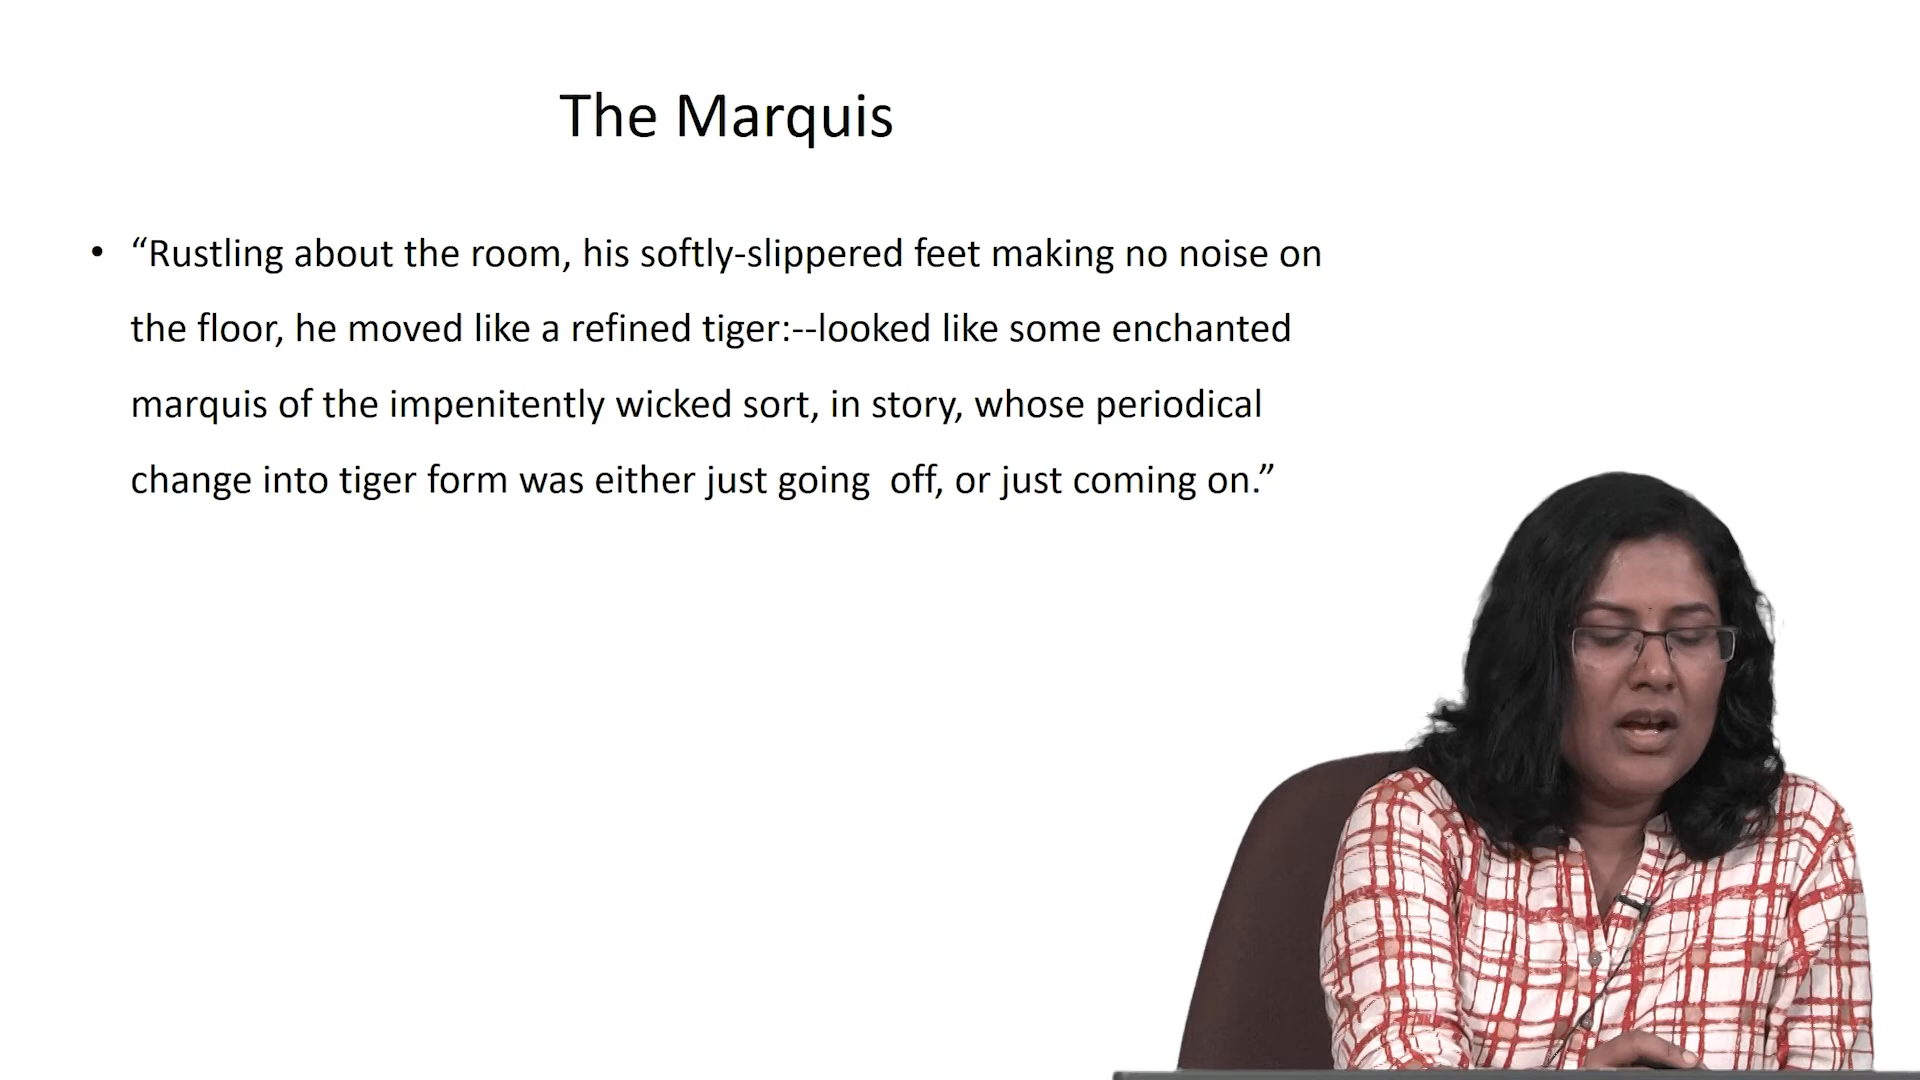 The Marquis
• “Rustling about the room, his softly-slippered feet making no noise on
the floor, he moved like a refined tiger:--looked like some enchanted
marquis of the impenitently wicked sort, in story, whose periodical
change into tiger form was either just going  off, or just coming on.”